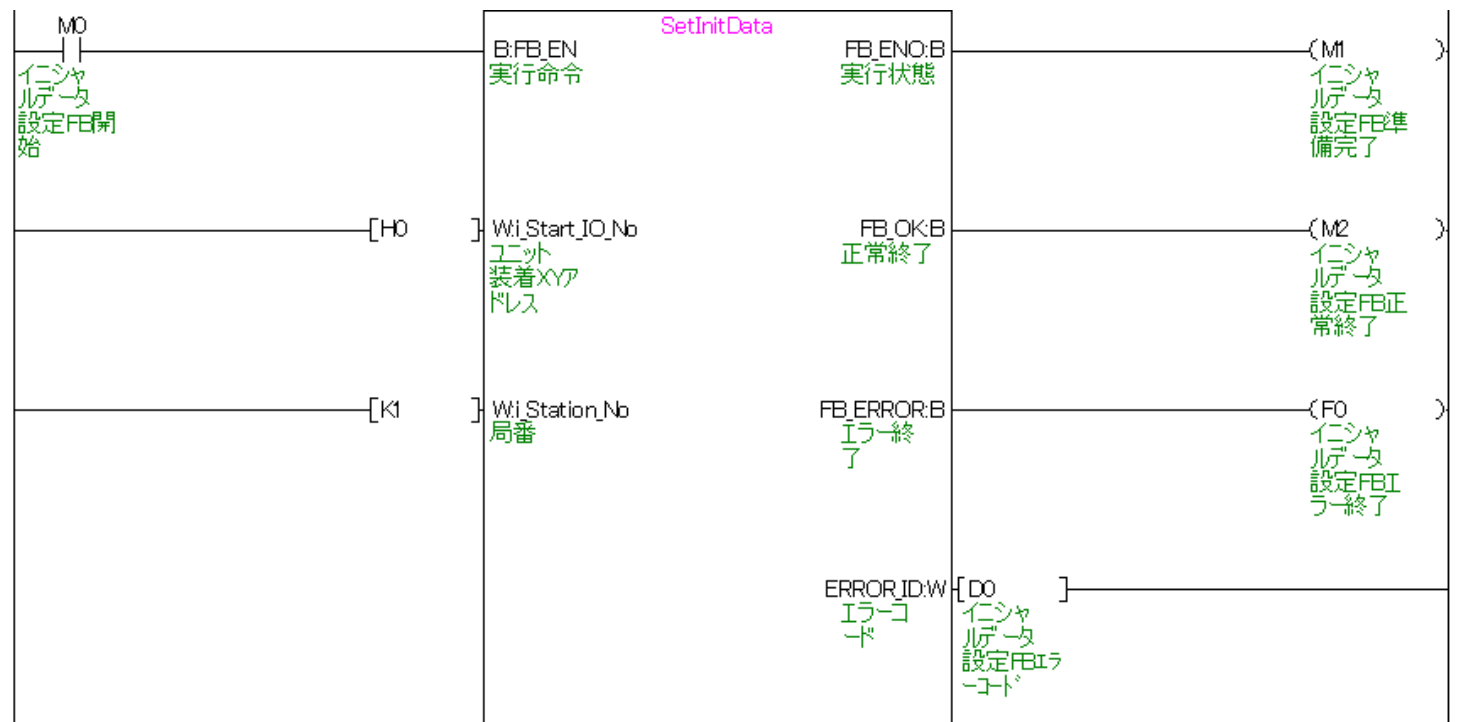 SetInitData
M0
イニシャ
ルデータ
設定FB開
始
B:FB_EN
実行命令
FB_ENO:B
実行状態
M1
イニシャ
ルデータ
設定FB準
備完了
H0
W:i_Start_IO_No
ユニット
装着XYア
ドレス
FB_OK:B
正常終了
M2
イニシャ
ルデータ
設定FB正
常終了
K1
W:i_Station_No
局番
FB_ERROR:B
エラー終
了
F0
イニシャ
ルデータ
設定FBエ
ラー終了
ERROR_ID:W
エラーコ
ード
D0
イニシャ
ルデータ
設定FBエラ
ーコード